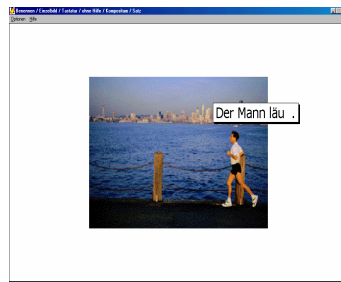 Benennen / Einzelbild / Tastatur / ohne Hilfe / Kompositum / Satz
Optionen Hilfe
Der Mann läu .